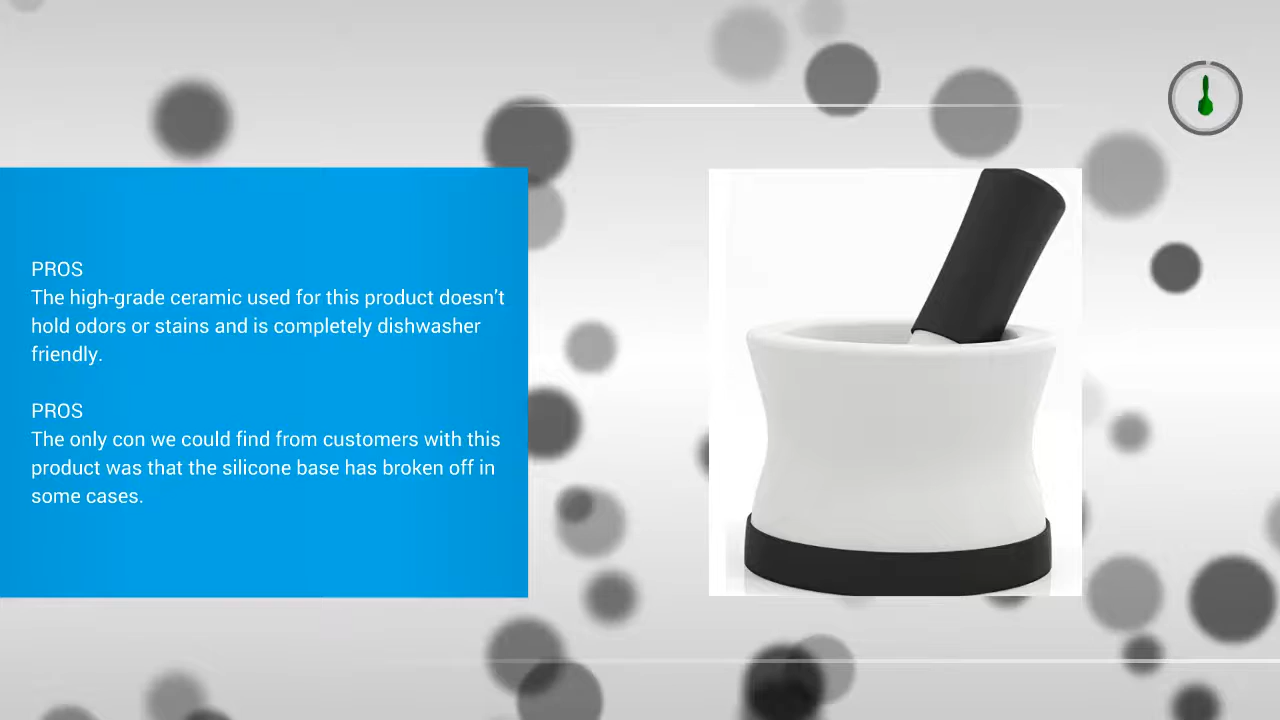 PROS
The high-grade ceramic used for this product doesn't
hold odors or stains and is completely dishwasher
friendly.
PROS
The only con we could find from customers with this
product was that the silicone base has broken off in
some cases.